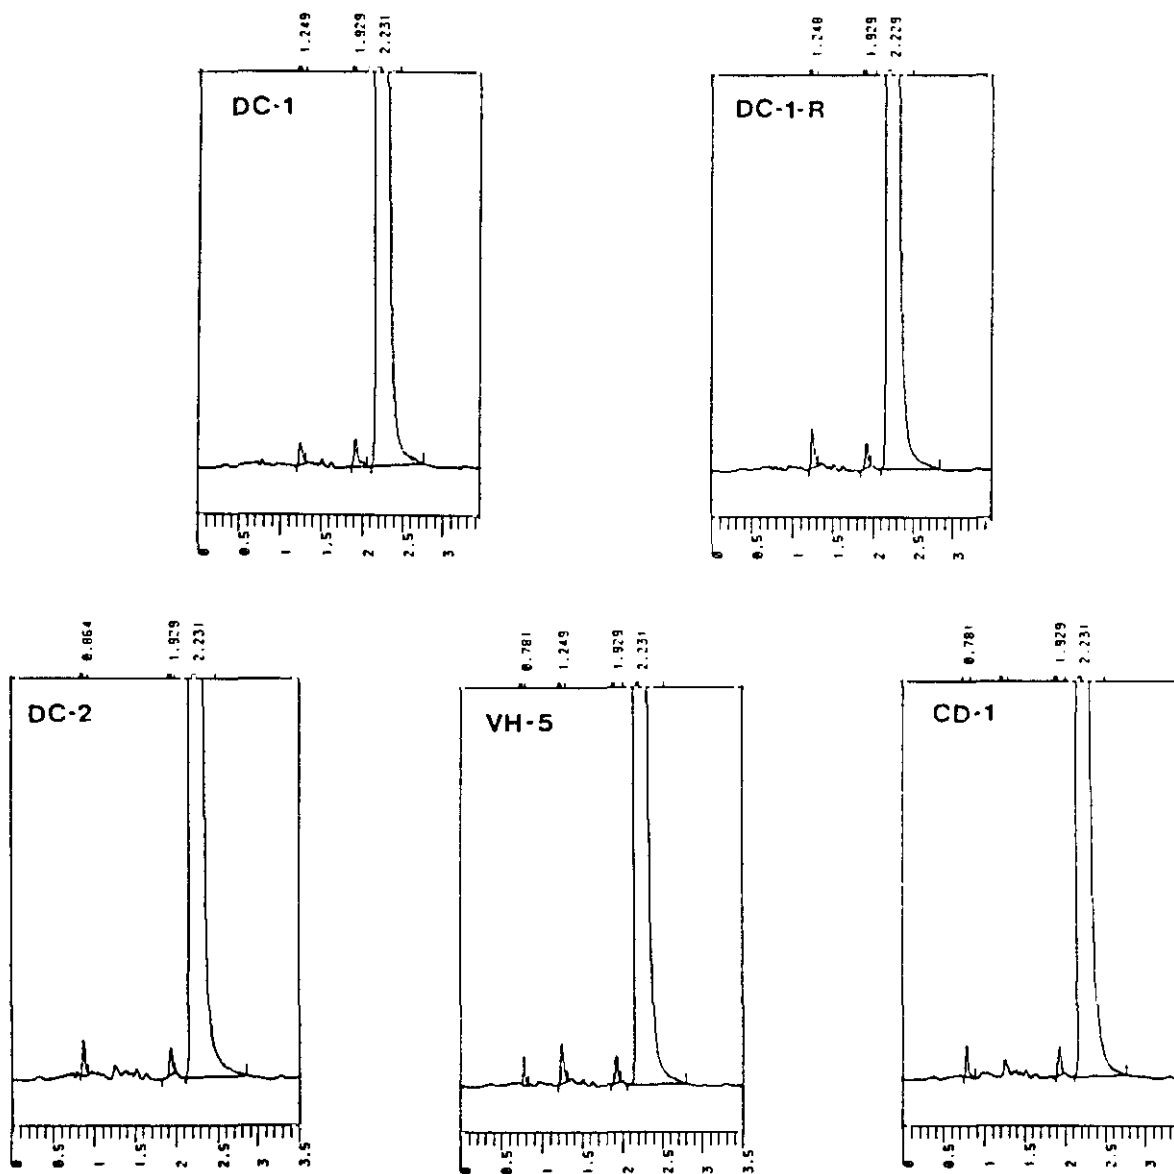 1.249 1.929 2.231
DC-1
0 0.5 1 1.5 2 2.5 3
1.248 1.929 2.229
DC-1-R
0 0.5 1 1.5 2 2.5 3
0.864 1.929 2.231
DC-2
0 0.5 1 1.5 2 2.5 3 3.5
0.781 1.249 1.929 2.231
VH-5
0 0.5 1 1.5 2 2.5 3 3.5
0.781 1.929 2.231
CD-1
0 0.5 1 1.5 2 2.5 3